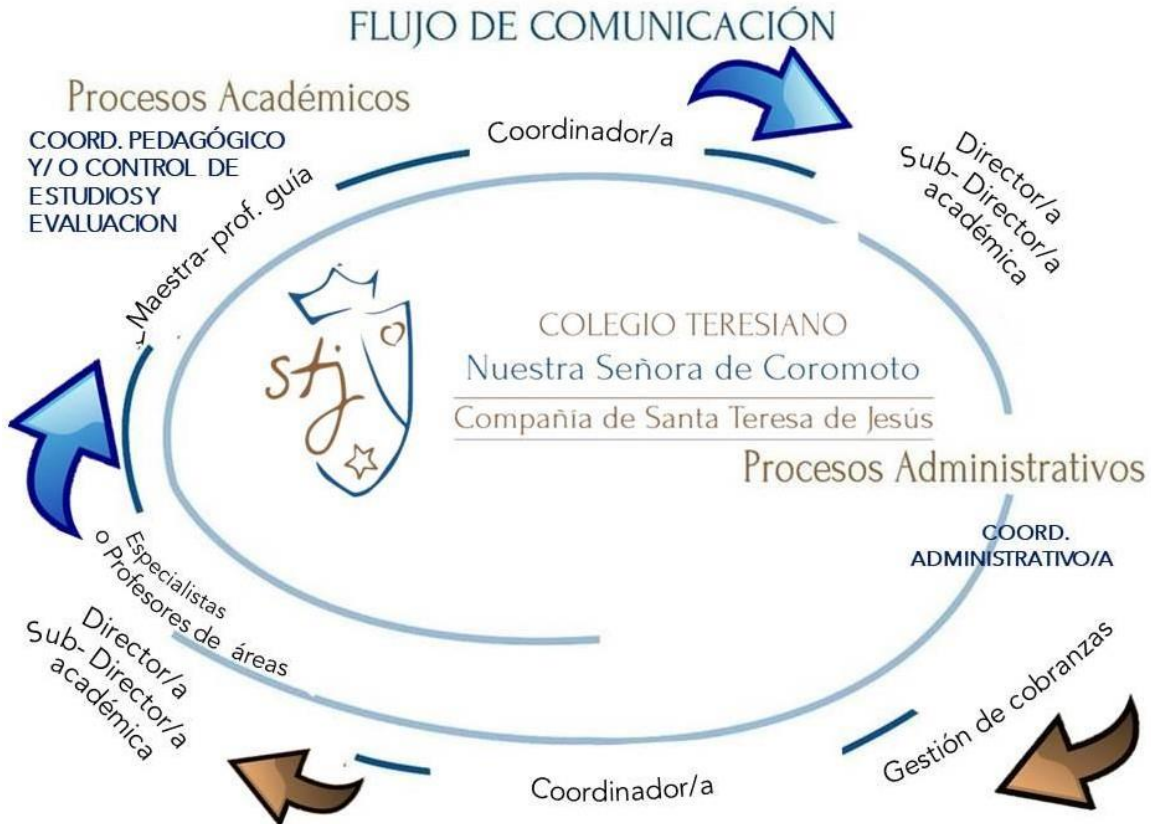 FLUJO DE COMUNICACIÓN
Procesos Académicos
COORD. PEDAGÓGICO
Y/ O CONTROL DE
ESTUDIOS Y
EVALUACION
Coordinador/a
Director/a
Sub- Director/a
académica
Maestra- prof. guía
stj
COLEGIO TERESIANO
Nuestra Señora de Coromoto
Compañía de Santa Teresa de Jesús
Procesos Administrativos
COORD.
ADMINISTRATIVO/A
Especialistas
o Profesores de áreas
Director/a
Sub- Director/a
académica
Coordinador/a
Gestión de cobranzas